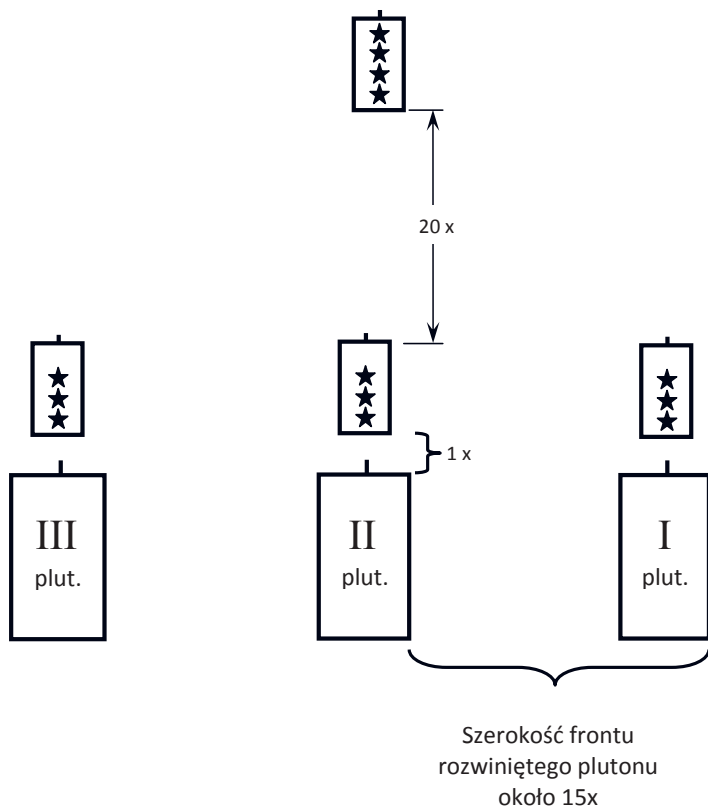 20 x
1 x
III
plut.
II
plut.
I
plut.
Szerokość frontu
rozwiniętego plutonu
około 15x